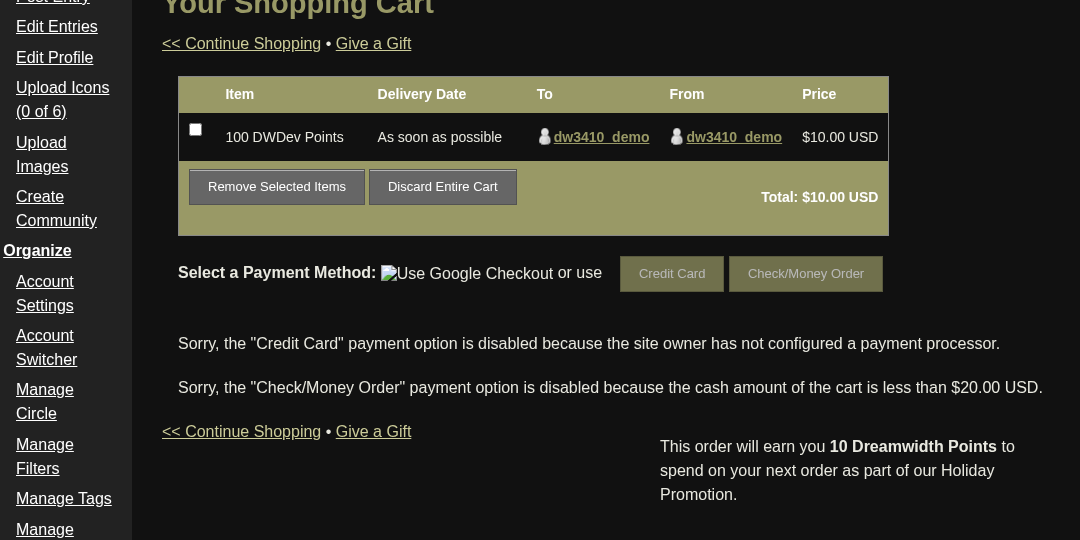 Post Entry
Edit Entries
Edit Profile
Upload Icons
(0 of 6)
Upload
Images
Create
Community
Organize
Account
Settings
Account
Switcher
Manage
Circle
Manage
Filters
Manage Tags
Manage
Your Shopping Cart
<< Continue Shopping • Give a Gift
Item Delivery Date To From Price
100 DWDev Points As soon as possible dw3410_demo dw3410_demo $10.00 USD
Remove Selected Items Discard Entire Cart Total: $10.00 USD
Select a Payment Method: Use Google Checkout or use Credit Card Check/Money Order
Sorry, the "Credit Card" payment option is disabled because the site owner has not configured a payment processor.
Sorry, the "Check/Money Order" payment option is disabled because the cash amount of the cart is less than $20.00 USD.
<< Continue Shopping • Give a Gift
This order will earn you 10 Dreamwidth Points to
spend on your next order as part of our Holiday
Promotion.